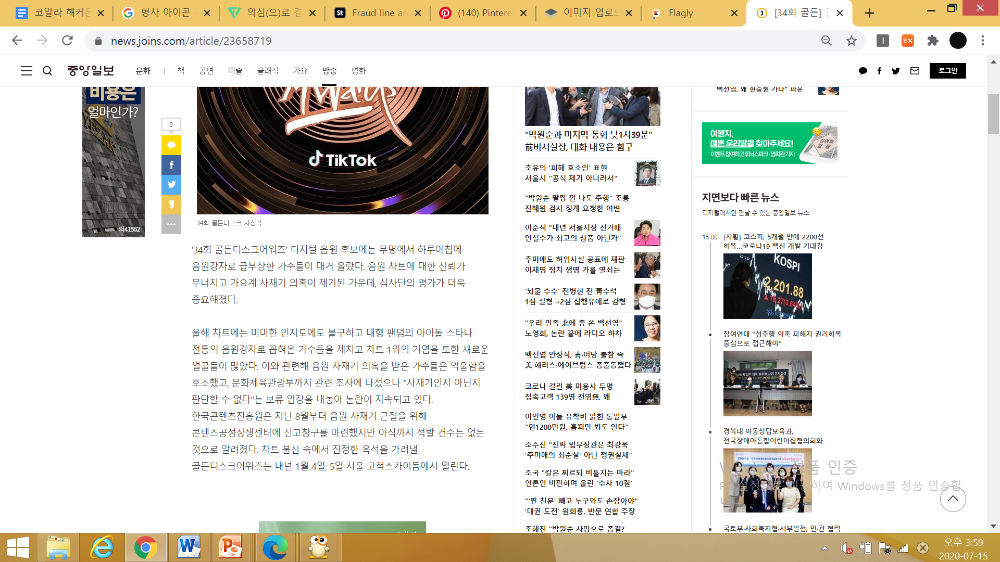 코알라 해커톤
형사 아이콘 -
의심(으)로 결
Fraud line an
(140) Pinteres
이미지 업로드
Flagly
[34회 골든]
news.joins.com/article/23658719
EX
중앙일보
문화
책
공연
미술
클래식
가요
방송
영화
로그인
비용은
얼마인가?
의41562
0
Awards
TikTok
34회 골든디스크 시상식
'34회 골든디스크어워즈' 디지털 음원 후보에는 무명에서 하루아침에
음원강자로 급부상한 가수들이 대거 올랐다. 음원 차트에 대한 신뢰가
무너지고 가요계 사재기 의혹이 제기된 가운데, 심사단의 평가가 더욱
중요해졌다.
올해 차트에는 미미한 인지도에도 불구하고 대형 팬덤의 아이돌 스타나
전통의 음원강자로 꼽혀온 가수들을 제치고 차트 1위의 기염을 토한 새로운
얼굴들이 많았다. 이와 관련해 음원 사재기 의혹을 받은 가수들은 억울함을
호소했고, 문화체육관광부까지 관련 조사에 나섰으나 "사재기인지 아닌지
판단할 수 없다"는 보류 입장을 내놓아 논란이 지속되고 있다.
한국콘텐츠진흥원은 지난 8월부터 음원 사재기 근절을 위해
콘텐츠공정상생센터에 신고창구를 마련했지만 아직까지 적발 건수는 없는
것으로 알려졌다. 차트 불신 속에서 진정한 옥석을 가려낼
골든디스크어워즈는 내년 1월 4일, 5일 서울 고척스카이돔에서 열린다.
"박원순과 마지막 통화 낮1시39분"
前비서실장, 대화 내용은 함구
초유의 '피해 호소인' 표현
서울시 "공식 제기 아니라서"
"박원순 팔짱 낀 나도 추행" 조롱
진혜원 검사 징계 요청한 여변
이준석 "내년 서울시장 선거때
안철수가 최고의 상품 아닌가"
추미애도 허위사실 공표에 재판
이재명 정치 생명 가를 열쇠는
'뇌물 수수' 전병헌 전 靑수석
1심 실형→2심 집행유예로 감형
"우리 민족 北에 총 쏜 백선엽"
노영희, 논란 끝에 라디오 하차
백선엽 안장식, 靑·여당 불참 속
美 해리스·에이브럼스 총출동했다
코로나 걸린 美 미용사 두명
접촉고객 139명 전염無, 왜
이인영 아들 유학비 밝힌 통일부
"연1200만원, 홈피만 봐도 안다"
조수진 "진짜 법무장관은 최강욱
'추미애의 최순실' 아닌 정권실세"
조국 "칼은 찌르되 비틀지는 마라"
언론인 비판하며 올린 '수사 10결'
"'찐 친문' 빼고 누구와도 손잡아야"
'대권 도전' 원희룡, 반문 연합 주장
조해진 "박원순 사망으로 종결?
백선엽, 왜 현충원 가나" 파문
여행지,
예쁜 우리말을 찾아주세요!
이벤트 참여하고 휘닉스파크·영화관 가자
지면보다 빠른 뉴스
디지털에서만 만날 수 있는 중앙일보 뉴스
15:00
[시황] 코스피, 5개월 만에 2200선
회복…코로나19 백신 개발 기대감
KOSPI
2,201.88
18.27(0.84%)
참여연대 "성추행 의혹 피해자 권리회복
중심으로 접근해야"
경복대 아동상담보육과,
전국장애아통합어린이집협의회와
국토부·사회복지협·서부발전, 민·관 협력
정품 인증
Windows를 정품 인증합
오후 3:59
2020-07-15